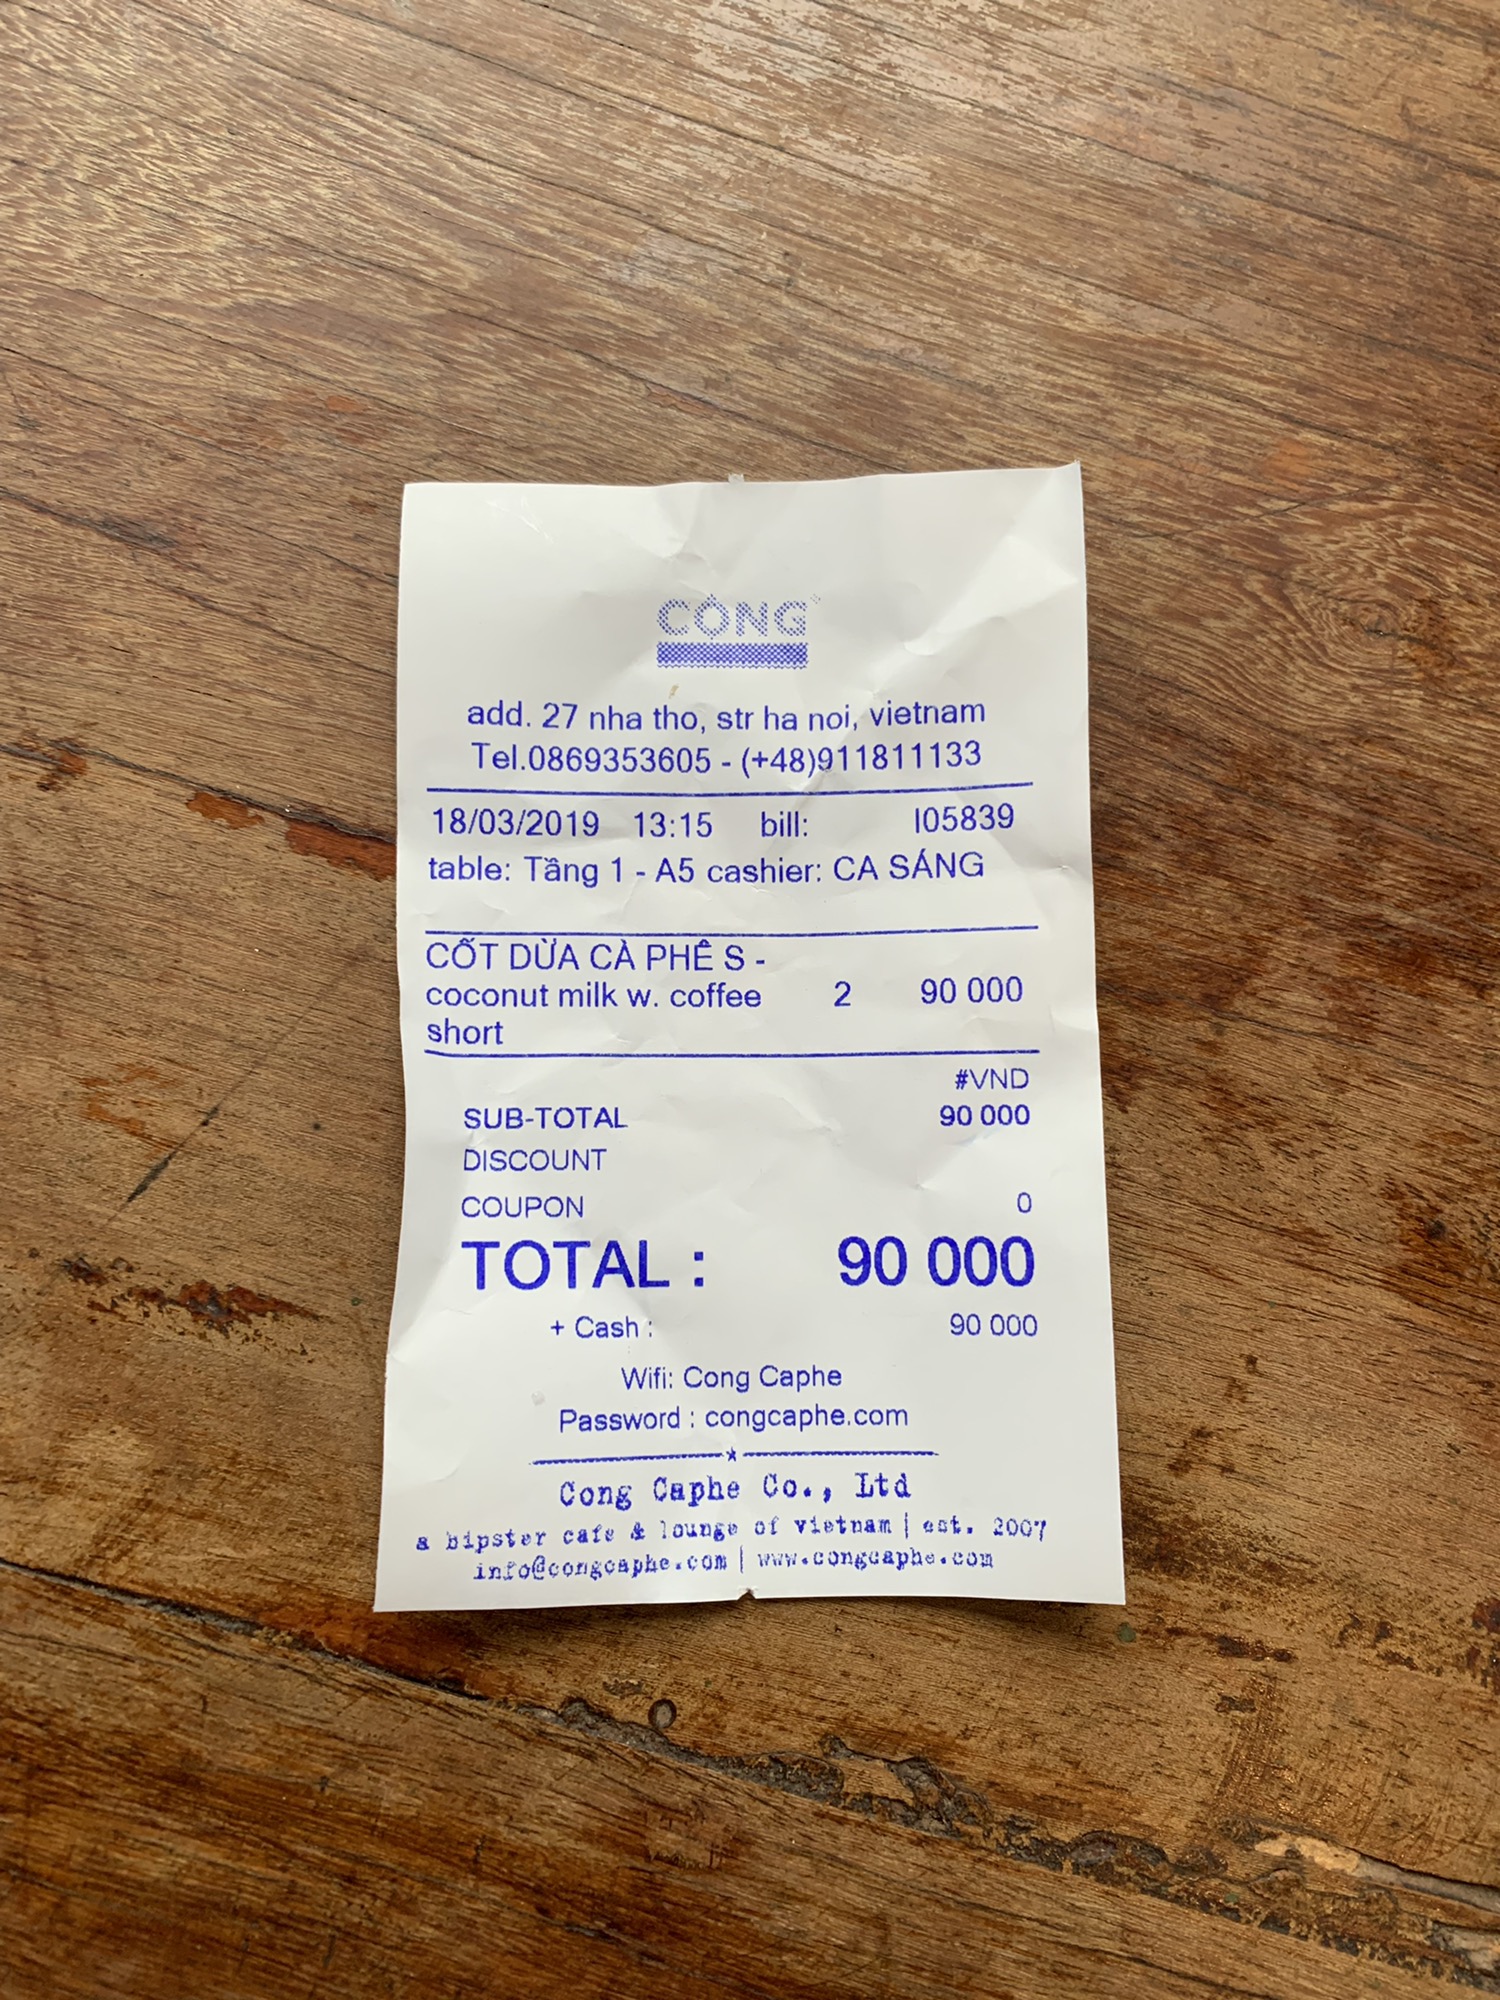 CỘNG
add. 27 nha tho, str ha noi, vietnam
Tel.0869353605 - (+48)911811133
18/03/2019 13:15 bill: I05839
table: Tầng 1 - A5 cashier: CA SÁNG
CỐT DỪA CÀ PHÊ S -
coconut milk w. coffee 2 90 000
short
#VND
SUB-TOTAL 90 000
DISCOUNT
COUPON 0
TOTAL : 90 000
+ Cash : 90 000
Wifi: Cong Caphe
Password : congcaphe.com
Cong Caphe Co., Ltd
a hipster cafe & lounge of vietnam | est. 2007
info@congcaphe.com | www.congcaphe.com